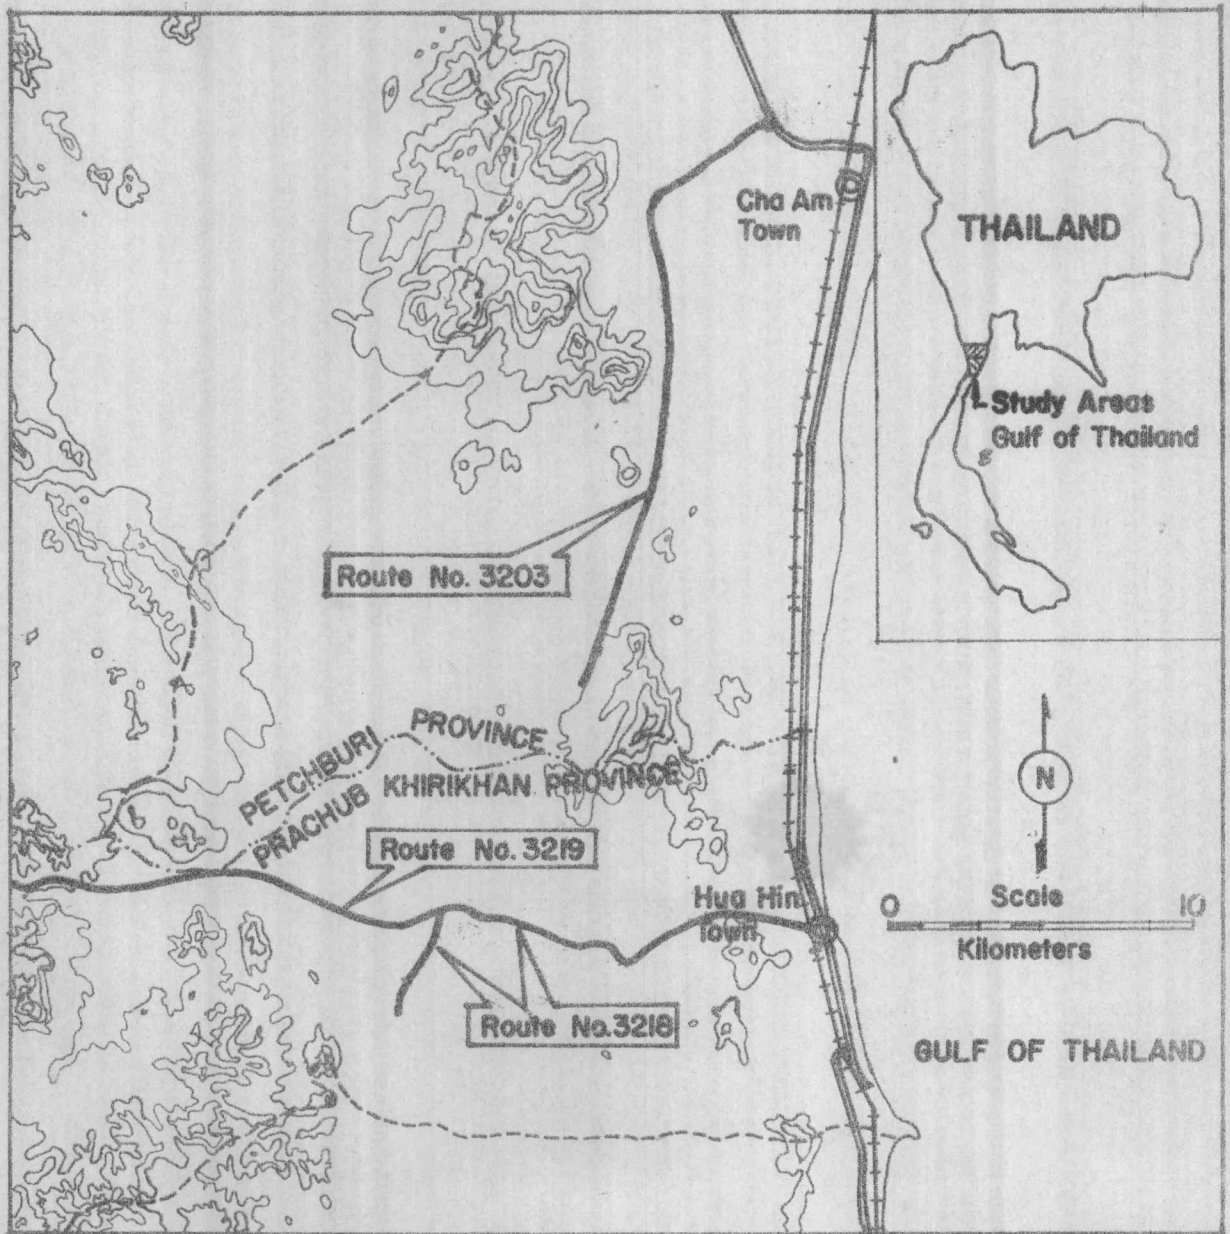 Cha Am
Town
THAILAND
Study Areas
Gulf of Thailand
Route No. 3203
PETCHBURI PROVINCE
PRACHUB KHIRIKHAN PROVINCE
N
Route No. 3219
Hua Hin
Town
Scale
0 10
Kilometers
Route No. 3218
GULF OF THAILAND